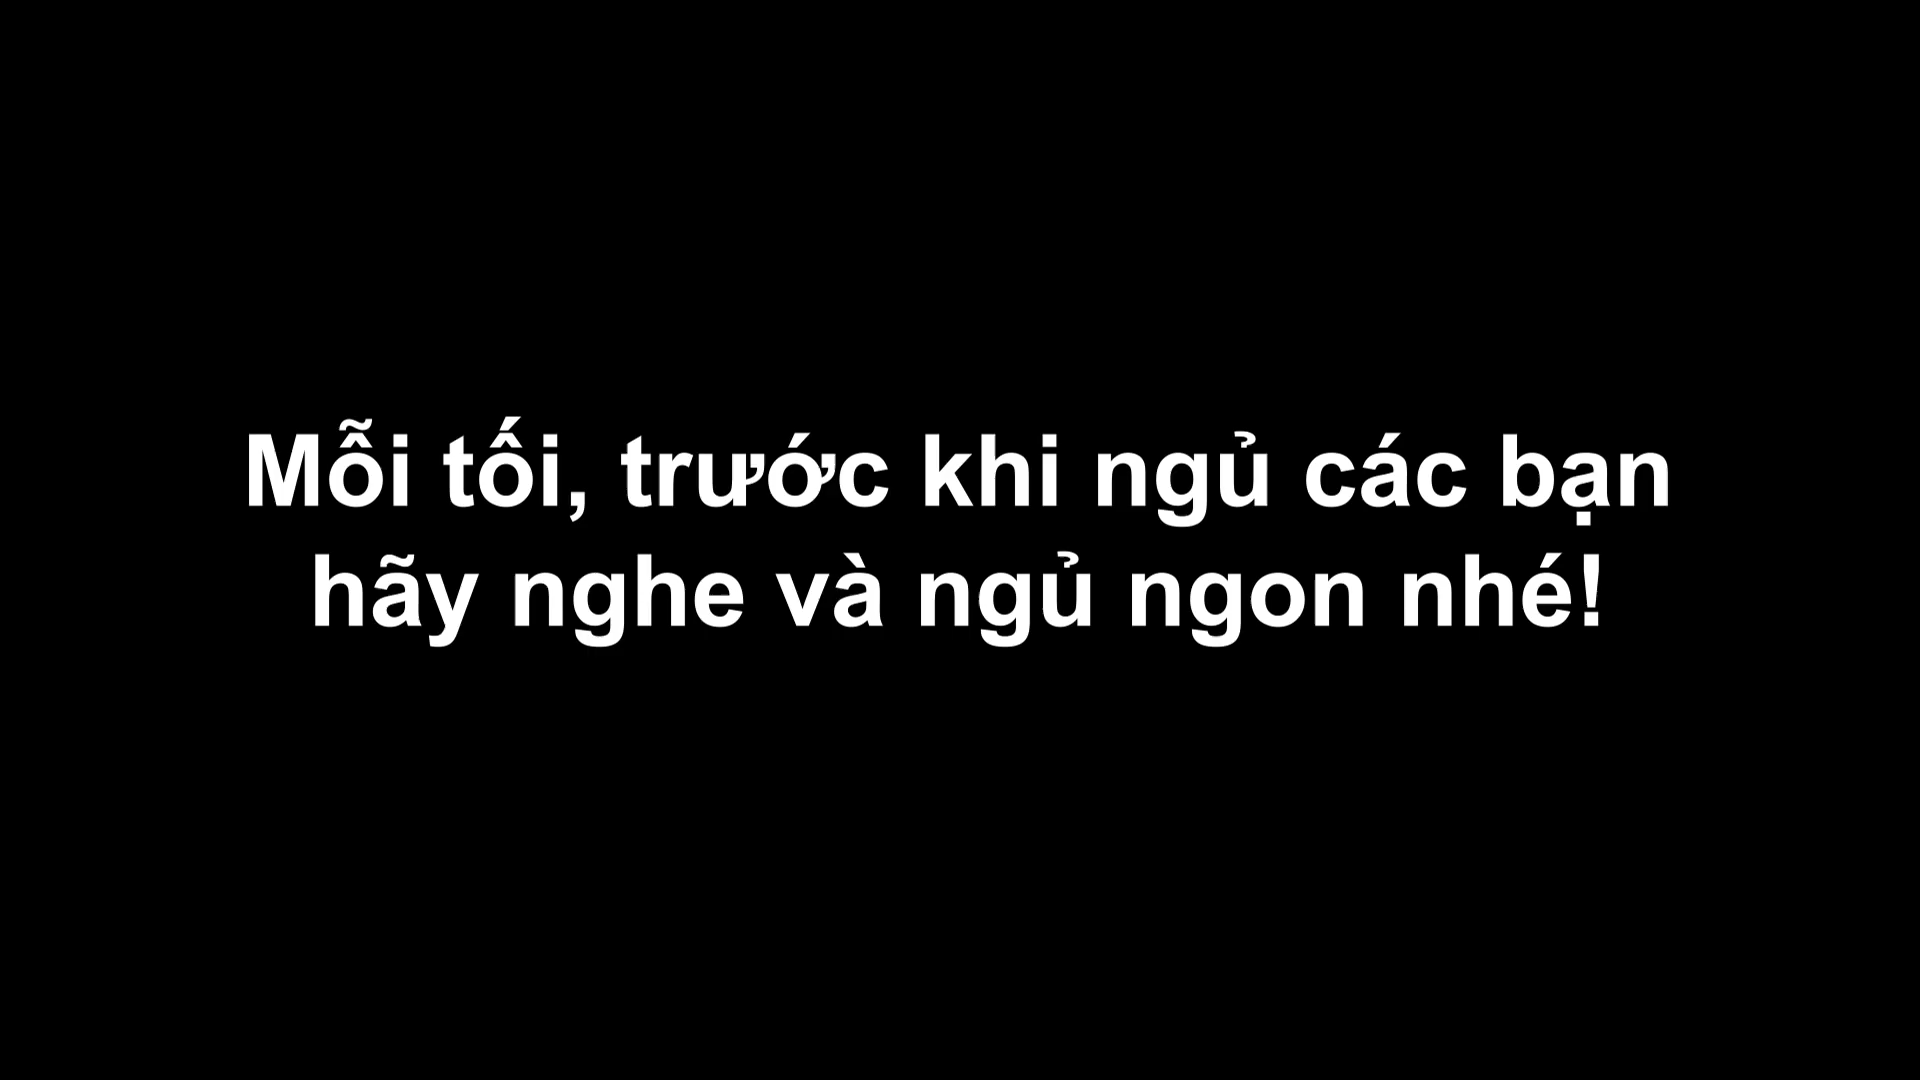 Mỗi tối, trước khi ngủ các bạn
hãy nghe và ngủ ngon nhé!